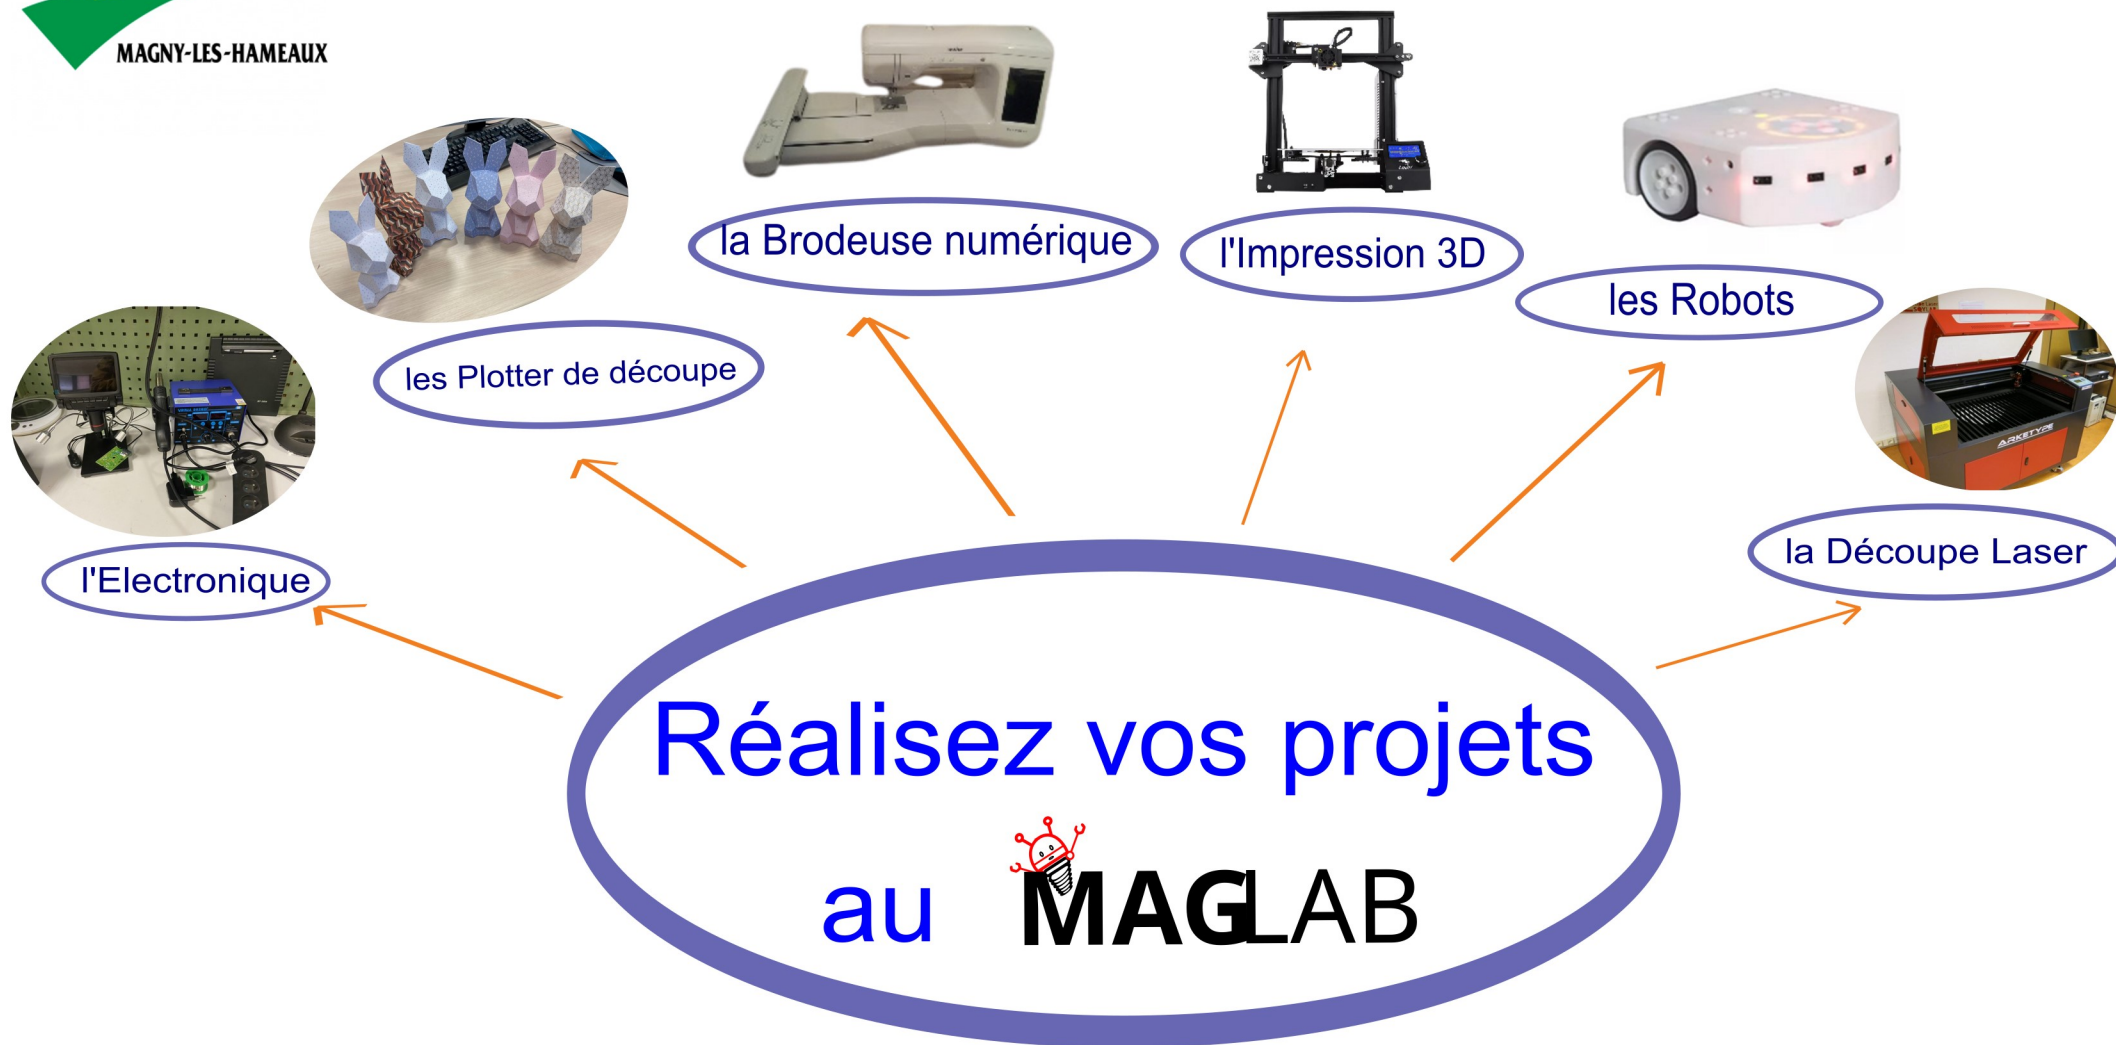 MAGNY-LES-HAMEAUX
la Brodeuse numérique
l'Impression 3D
les Robots
les Plotter de découpe
ARKETYPE
l'Electronique
la Découpe Laser
Réalisez vos projets
au MAGLAB